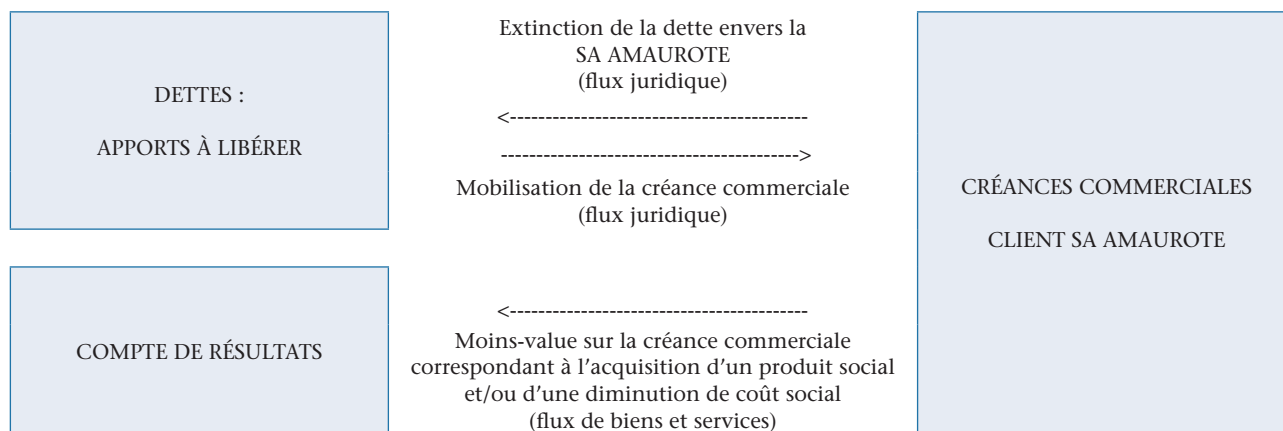 DETTES :
APPORTS À LIBÉRER
Extinction de la dette envers la
SA AMAUROTE
(flux juridique)
<------------------------------------------
------------------------------------------>
Mobilisation de la créance commerciale
(flux juridique)
CRÉANCES COMMERCIALES
CLIENT SA AMAUROTE
COMPTE DE RÉSULTATS
<------------------------------------------
Moins-value sur la créance commerciale
correspondant à l’acquisition d’un produit social
et/ou d’une diminution de coût social
(flux de biens et services)